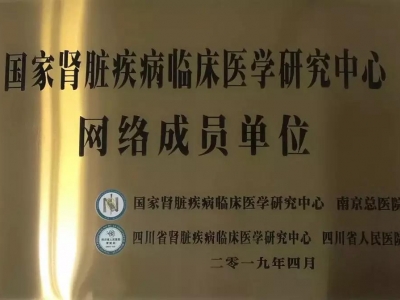 国家肾脏疾病临床医学研究中心
网络成员单位
国家肾脏疾病临床医学研究中心 南京总医院
四川省肾脏疾病临床医学研究中心 四川省人民医院
二零一九年四月